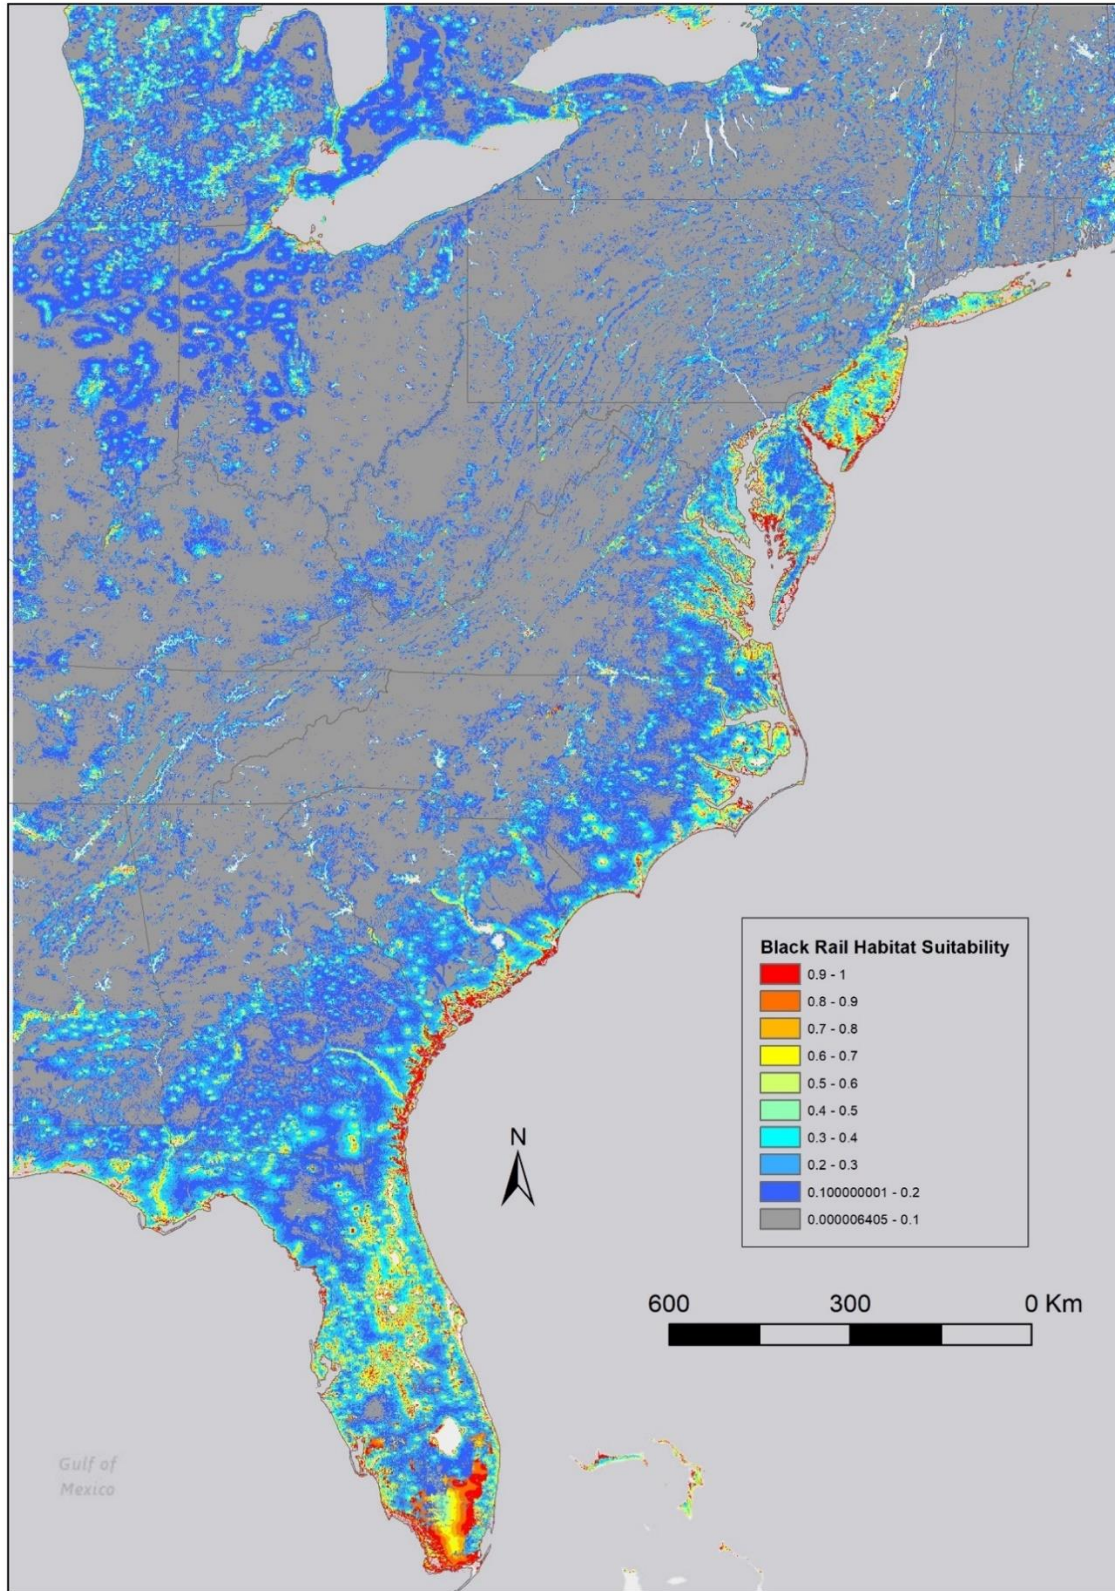 Black Rail Habitat Suitability
0.9 - 1
0.8 - 0.9
0.7 - 0.8
0.6 - 0.7
0.5 - 0.6
0.4 - 0.5
0.3 - 0.4
0.2 - 0.3
0.100000001 - 0.2
0.000006405 - 0.1
N
600 300 0 Km
Gulf of
Mexico